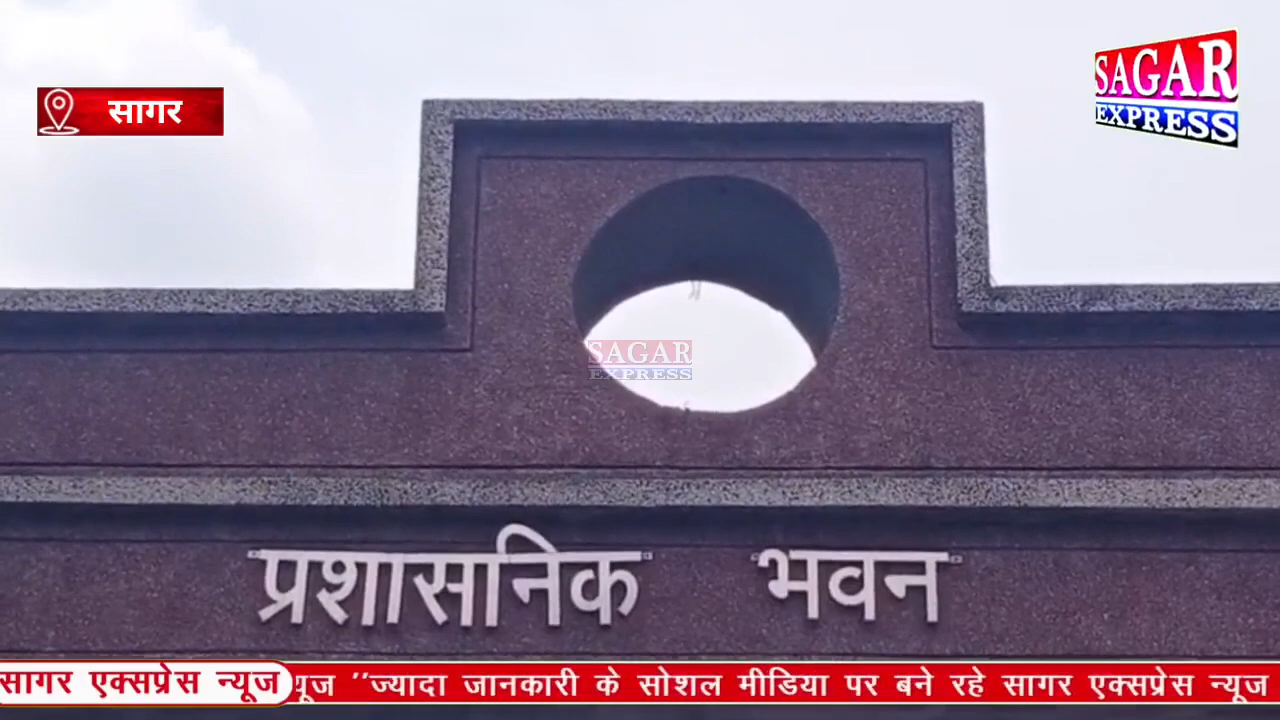 सागर
SAGAR
EXPRESS
SAGAR
EXPRESS
प्रशासनिक भवन
सागर एक्सप्रेस न्यूज
यूज ''ज्यादा जानकारी के सोशल मीडिया पर बने रहे सागर एक्सप्रेस न्यूज